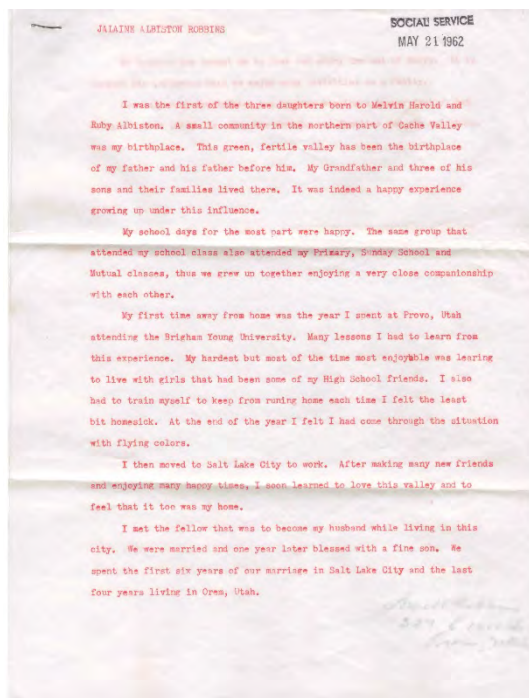 JALAINE ALBISTON ROBBINS
SOCIAL SERVICE
MAY 21 1962
I was the first of the three daughters born to Melvin Harold and
Ruby Albiston. A small community in the northern part of Cache Valley
was my birthplace. This green, fertile valley has been the birthplace
of my father and his father before him. My Grandfather and three of his
sons and their families lived there. It was indeed a happy experience
growing up under this influence.
My school days for the most part were happy. The same group that
attended my school class also attended my Primary, Sunday School and
Mutual classes, thus we grew up together enjoying a very close companionship
with each other.
My first time away from home was the year I spent at Provo, Utah
attending the Brigham Young University. Many lessons I had to learn from
this experience. My hardest but most of the time most enjoyable was learing
to live with girls that had been some of my High School friends. I also
had to train myself to keep from runing home each time I felt the least
bit homesick. At the end of the year I felt I had come through the situation
with flying colors.
I then moved to Salt Lake City to work. After making many new friends
and enjoying many happy times, I soon learned to love this valley and to
feel that it too was my home.
I met the fellow that was to become my husband while living in this
city. We were married and one year later blessed with a fine son. We
spent the first six years of our marriage in Salt Lake City and the last
four years living in Orem, Utah.